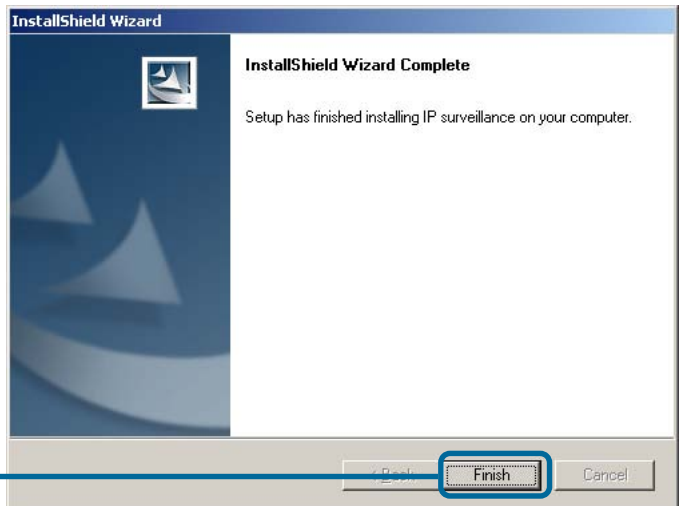 InstallShield Wizard
InstallShield Wizard Complete
Setup has finished installing IP surveillance on your computer.
< Back
Finish
Cancel